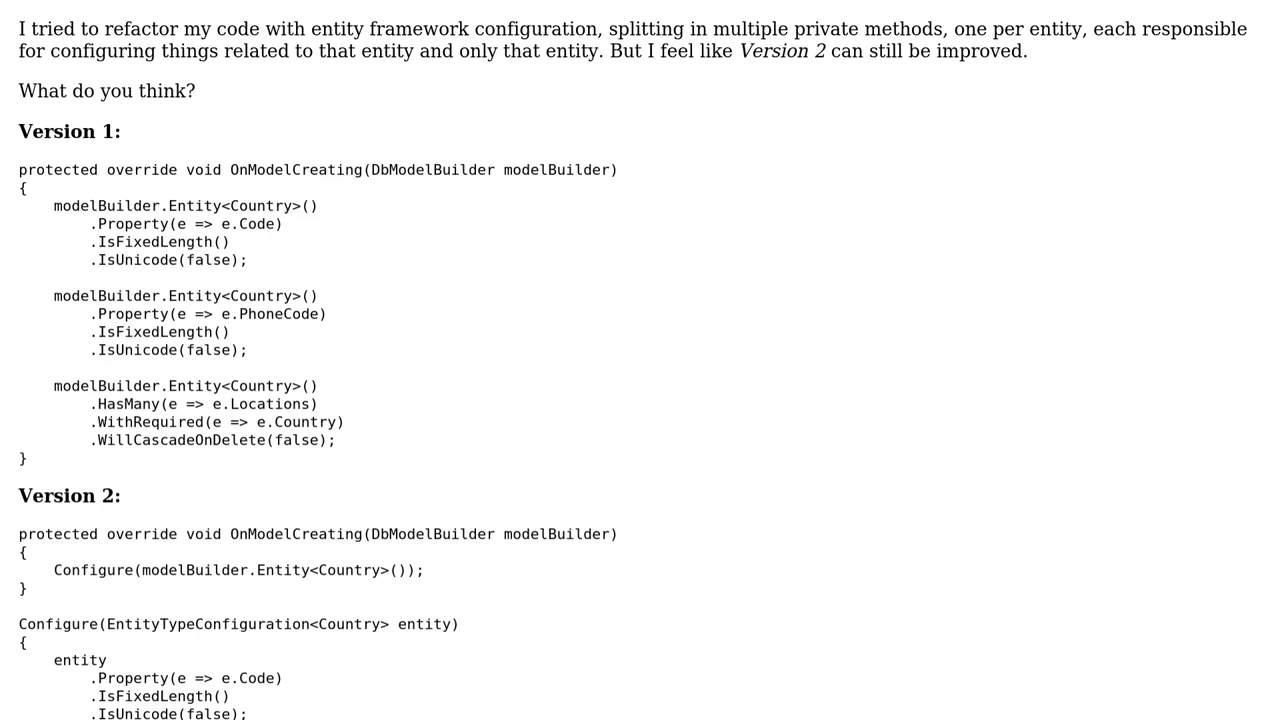 I tried to refactor my code with entity framework configuration, splitting in multiple private methods, one per entity, each responsible
for configuring things related to that entity and only that entity. But I feel like Version 2 can still be improved.
What do you think?
Version 1:
protected override void OnModelCreating(DbModelBuilder modelBuilder)
{
    modelBuilder.Entity<Country>()
        .Property(e => e.Code)
        .IsFixedLength()
        .IsUnicode(false);

    modelBuilder.Entity<Country>()
        .Property(e => e.PhoneCode)
        .IsFixedLength()
        .IsUnicode(false);

    modelBuilder.Entity<Country>()
        .HasMany(e => e.Locations)
        .WithRequired(e => e.Country)
        .WillCascadeOnDelete(false);
}
Version 2:
protected override void OnModelCreating(DbModelBuilder modelBuilder)
{
    Configure(modelBuilder.Entity<Country>());
}

Configure(EntityTypeConfiguration<Country> entity)
{
    entity
        .Property(e => e.Code)
        .IsFixedLength()
        .IsUnicode(false);